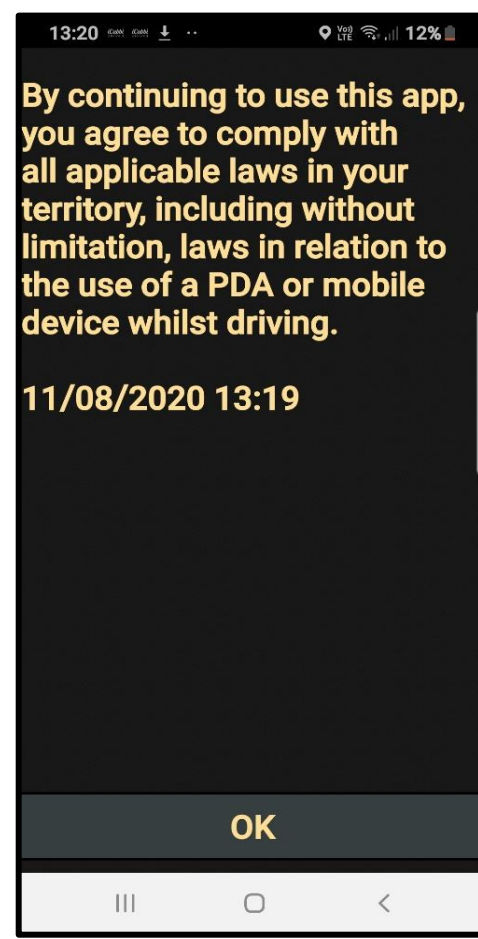 13:20
Vo)) LTE
12%
By continuing to use this app,
you agree to comply with
all applicable laws in your
territory, including without
limitation, laws in relation to
the use of a PDA or mobile
device whilst driving.
11/08/2020 13:19
OK